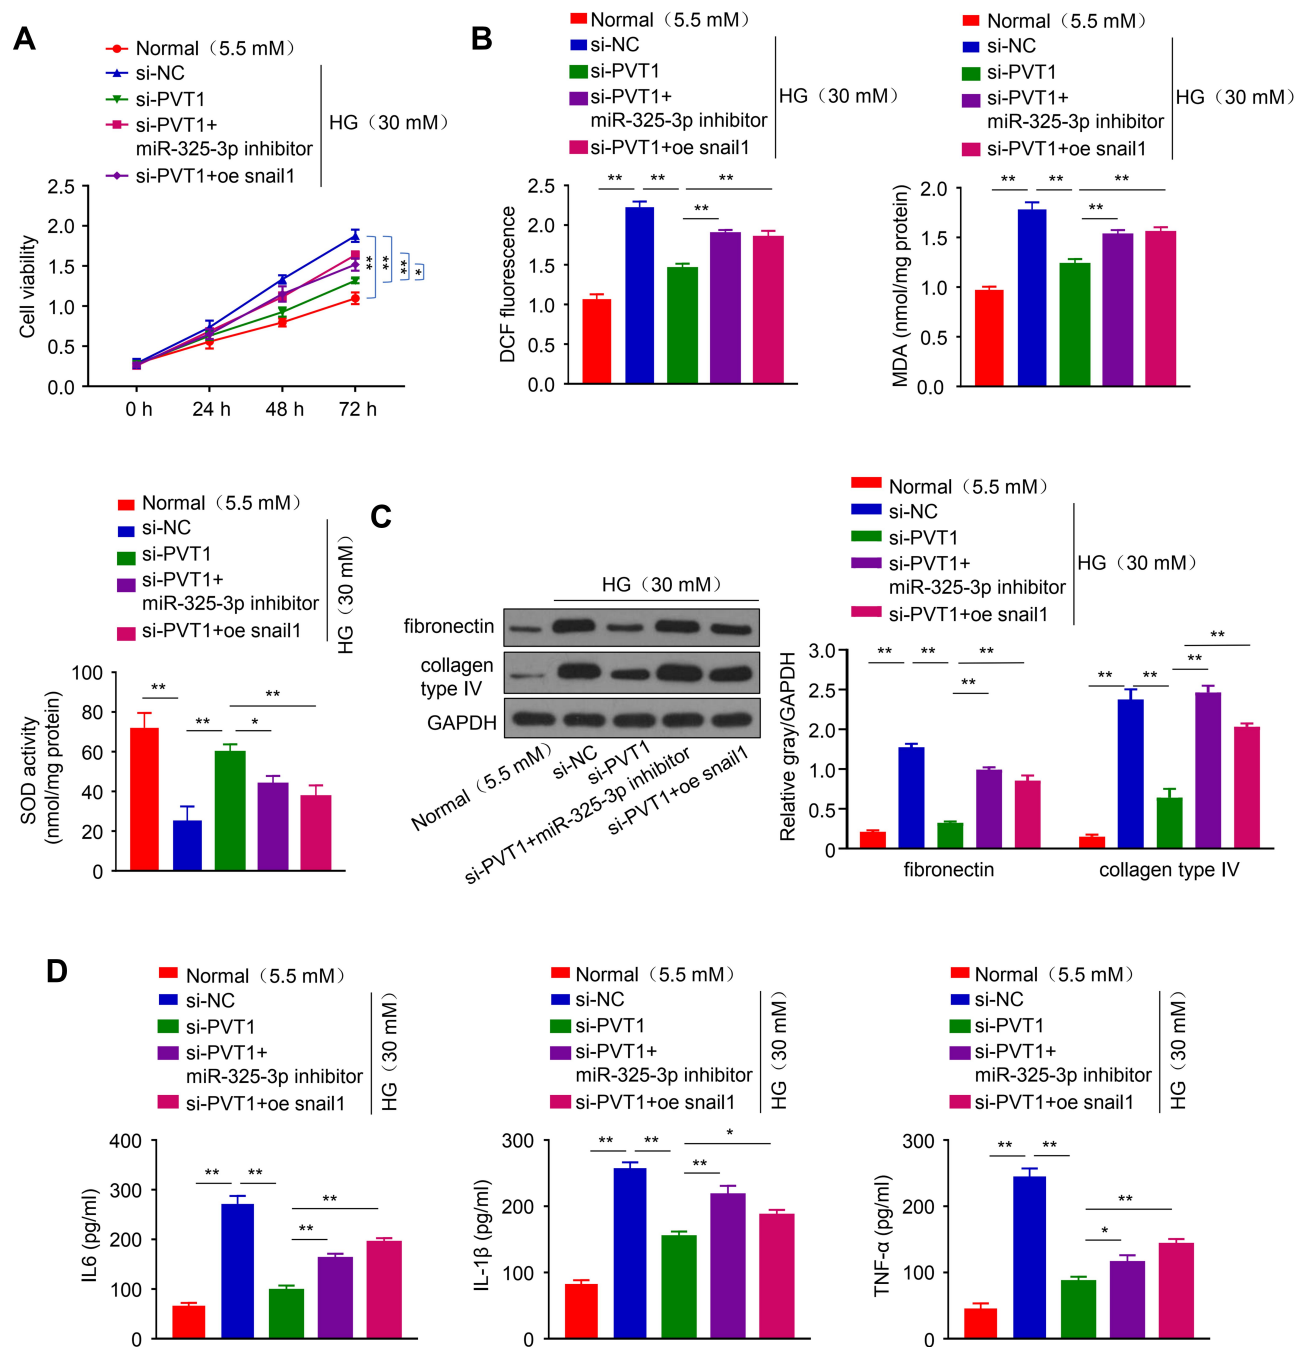 A
Normal（5.5 mM）
si-NC
si-PVT1
si-PVT1+
miR-325-3p inhibitor
si-PVT1+oe snail1
HG（30 mM）
2.5
2.0
1.5
1.0
0.5
0.0
Cell viability
0 h
24 h
48 h
72 h
**
**
**
*
B
Normal（5.5 mM）
si-NC
si-PVT1
si-PVT1+
miR-325-3p inhibitor
si-PVT1+oe snail1
HG（30 mM）
2.5
2.0
1.5
1.0
0.5
0.0
DCF fluorescence
** ** **
**
Normal（5.5 mM）
si-NC
si-PVT1
si-PVT1+
miR-325-3p inhibitor
si-PVT1+oe snail1
HG（30 mM）
2.0
1.5
1.0
0.5
0.0
MDA (nmol/mg protein)
** ** **
**
Normal（5.5 mM）
si-NC
si-PVT1
si-PVT1+
miR-325-3p inhibitor
si-PVT1+oe snail1
HG（30 mM）
100
80
60
40
20
0
SOD activity
(nmol/mg protein)
**
**
**
*
C
HG（30 mM）
fibronectin
collagen
type IV
GAPDH
Normal（5.5 mM）
si-NC
si-PVT1
si-PVT1+miR-325-3p inhibitor
si-PVT1+oe snail1
Normal（5.5 mM）
si-NC
si-PVT1
si-PVT1+
miR-325-3p inhibitor
si-PVT1+oe snail1
HG（30 mM）
3.0
2.5
2.0
1.0
0.5
0
Relative gray/GAPDH
** ** **
**
** ** **
**
fibronectin
collagen type IV
D
Normal（5.5 mM）
si-NC
si-PVT1
si-PVT1+
miR-325-3p inhibitor
si-PVT1+oe snail1
HG（30 mM）
400
300
200
100
0
IL6 (pg/ml)
** **
**
**
Normal（5.5 mM）
si-NC
si-PVT1
si-PVT1+
miR-325-3p inhibitor
si-PVT1+oe snail1
HG（30 mM）
300
200
100
0
IL-1β (pg/ml)
** ** *
**
Normal（5.5 mM）
si-NC
si-PVT1
si-PVT1+
miR-325-3p inhibitor
si-PVT1+oe snail1
HG（30 mM）
300
200
100
0
TNF-α (pg/ml)
** **
**
*